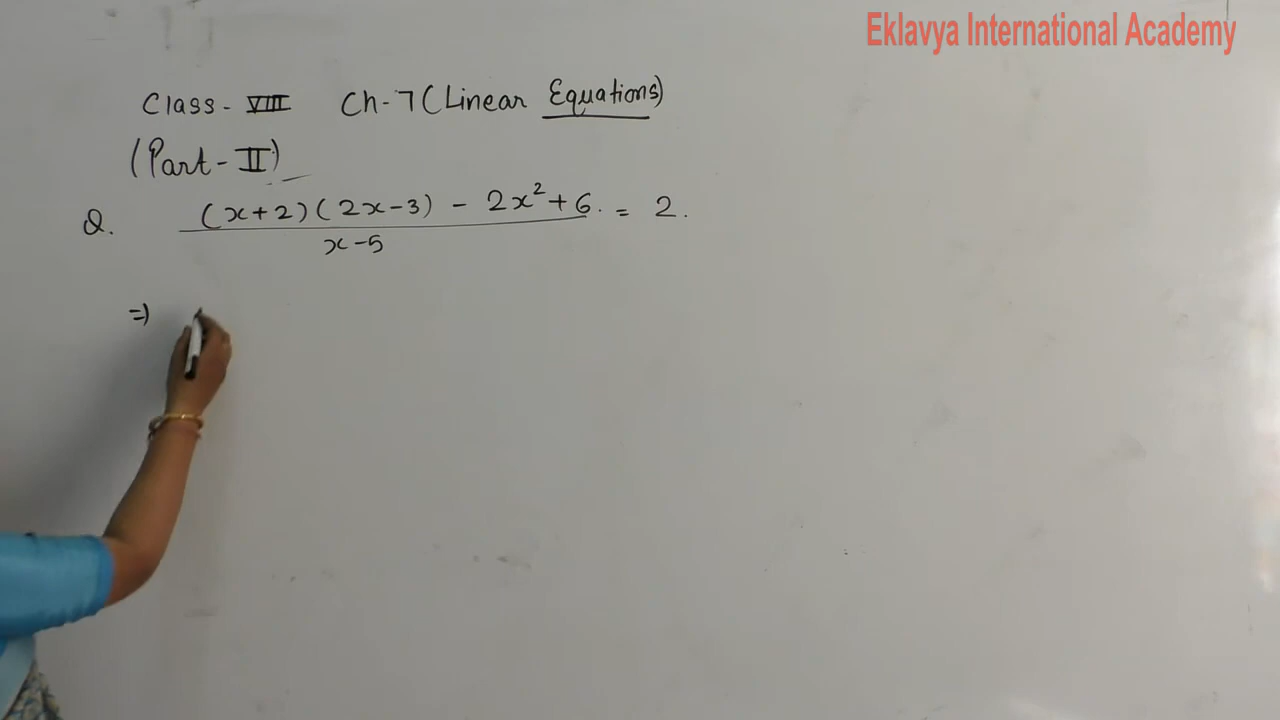 Eklavya International Academy
Class - VIII Ch-7 (Linear Equations)
(Part - II)
Q. (x+2)(2x-3) - 2x²+6. = 2.
x-5
=)